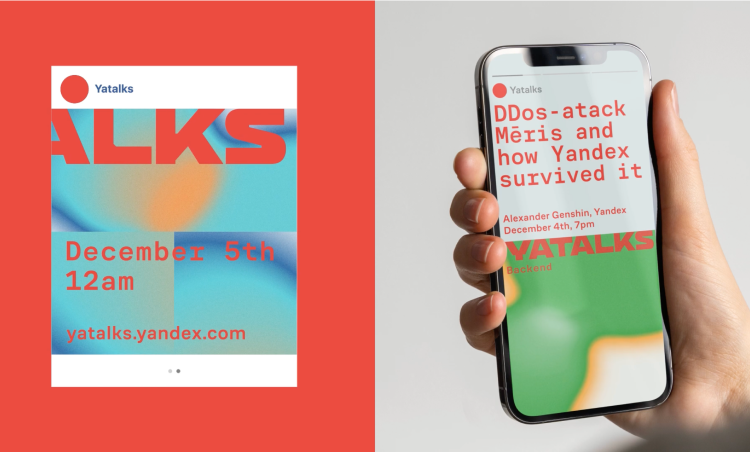 Yatalks
ALKS
December 5th
12am
yatalks.yandex.com
Yatalks
DDos-atack
Mēris and
how Yandex
survived it
Alexander Genshin, Yandex
December 4th, 7pm
YATALKS
Backend